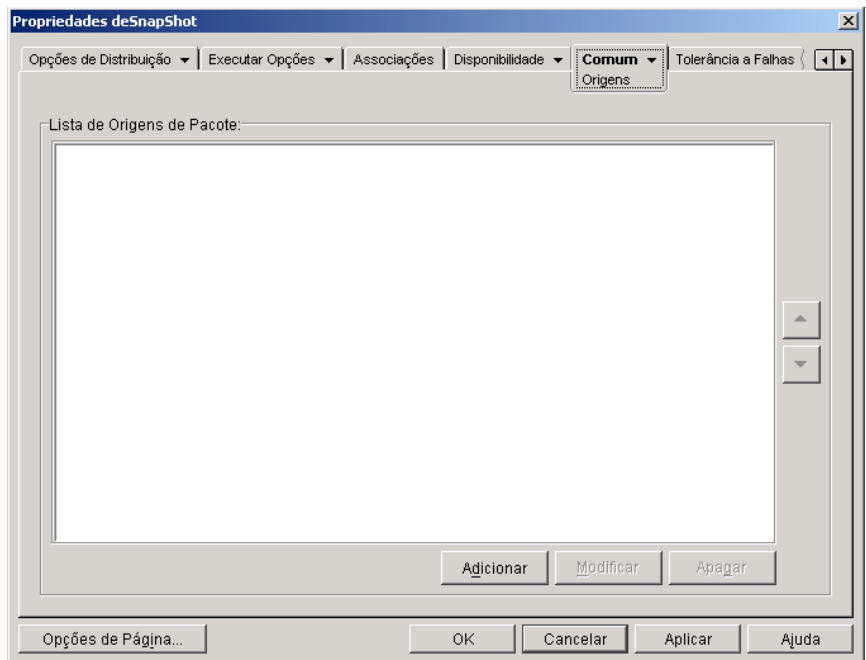 Propriedades deSnapShot
Opções de Distribuição Executar Opções Associações Disponibilidade Comum Tolerância a Falhas
Origens
Lista de Origens de Pacote:
Adicionar Modificar Apagar
Opções de Página... OK Cancelar Aplicar Ajuda